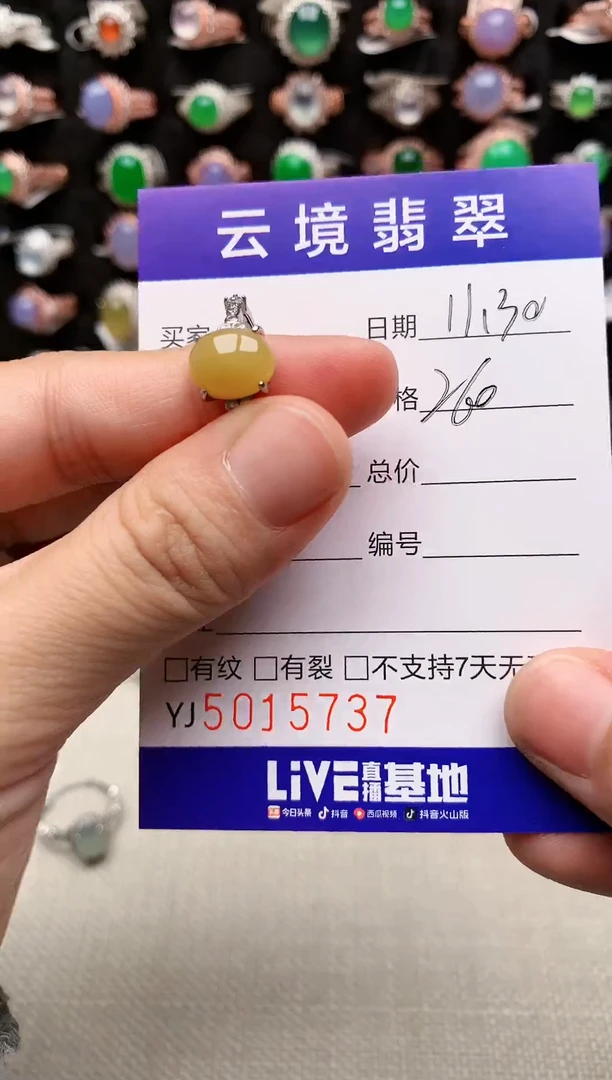 云境翡翠
买家 日期 11.30
格 260
总价
编号
□有纹 □有裂 □不支持7天无
YJ5015737
LiVE直播基地
今日头条 抖音 西瓜视频 抖音火山版